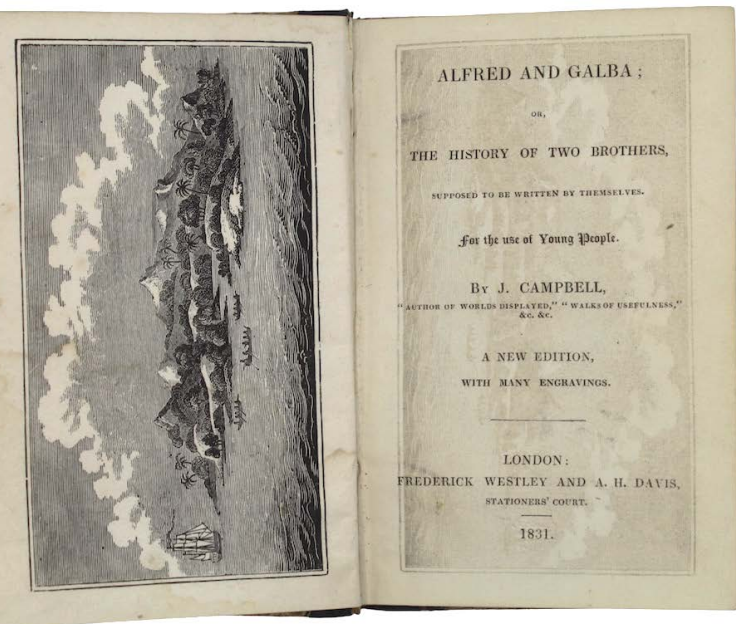 ALFRED AND GALBA;
OR,
THE HISTORY OF TWO BROTHERS,
SUPPOSED TO BE WRITTEN BY THEMSELVES.
For the use of Young People.
By J. CAMPBELL,
"AUTHOR OF WORLDS DISPLAYED," "WALKS OF USEFULNESS,"
&c. &c.
A NEW EDITION,
WITH MANY ENGRAVINGS.
LONDON:
FREDERICK WESTLEY AND A. H. DAVIS,
STATIONERS' COURT.
1831.